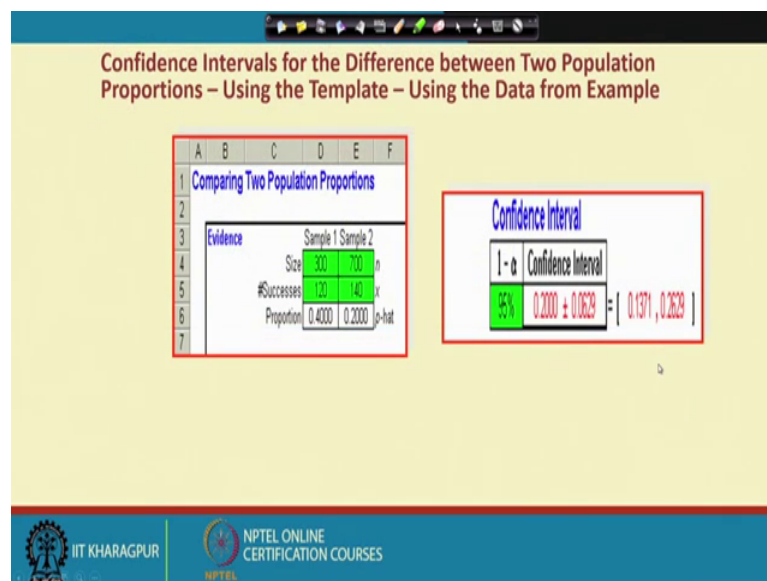 Confidence Intervals for the Difference between Two Population
Proportions – Using the Template – Using the Data from Example
A B C D E F
1 Comparing Two Population Proportions
2
3 Evidence Sample 1 Sample 2
4 Size 300 700 n
5 #Successes 120 140 x
6 Proportion 0.4000 0.2000 p-hat
7
Confidence Interval
1 - α Confidence Interval
95% 0.2000 ± 0.0629 = [ 0.1371 , 0.2629 ]
IIT KHARAGPUR
NPTEL
NPTEL ONLINE
CERTIFICATION COURSES